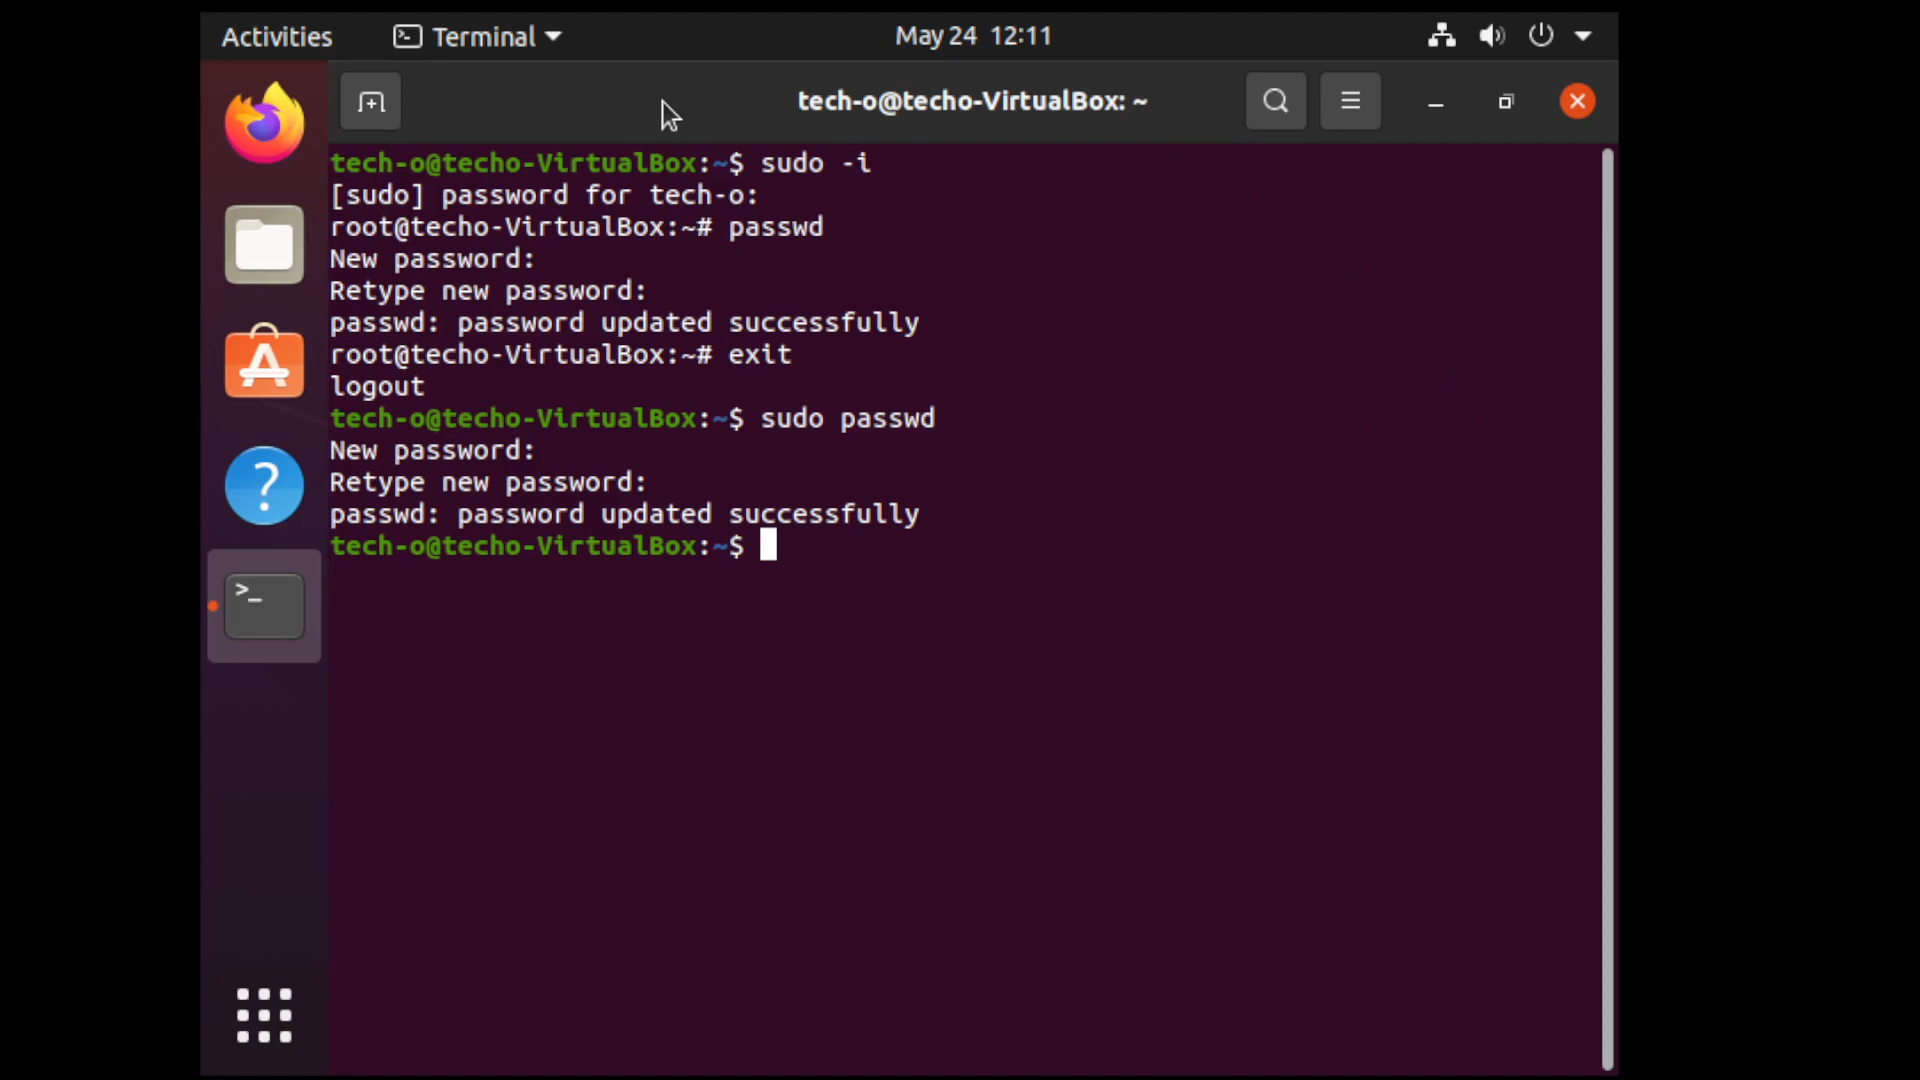 Activities Terminal May 24 12:11
tech-o@techo-VirtualBox: ~
tech-o@techo-VirtualBox:~$ sudo -i
[sudo] password for tech-o:
root@techo-VirtualBox:~# passwd
New password:
Retype new password:
passwd: password updated successfully
root@techo-VirtualBox:~# exit
logout
tech-o@techo-VirtualBox:~$ sudo passwd
New password:
Retype new password:
passwd: password updated successfully
tech-o@techo-VirtualBox:~$